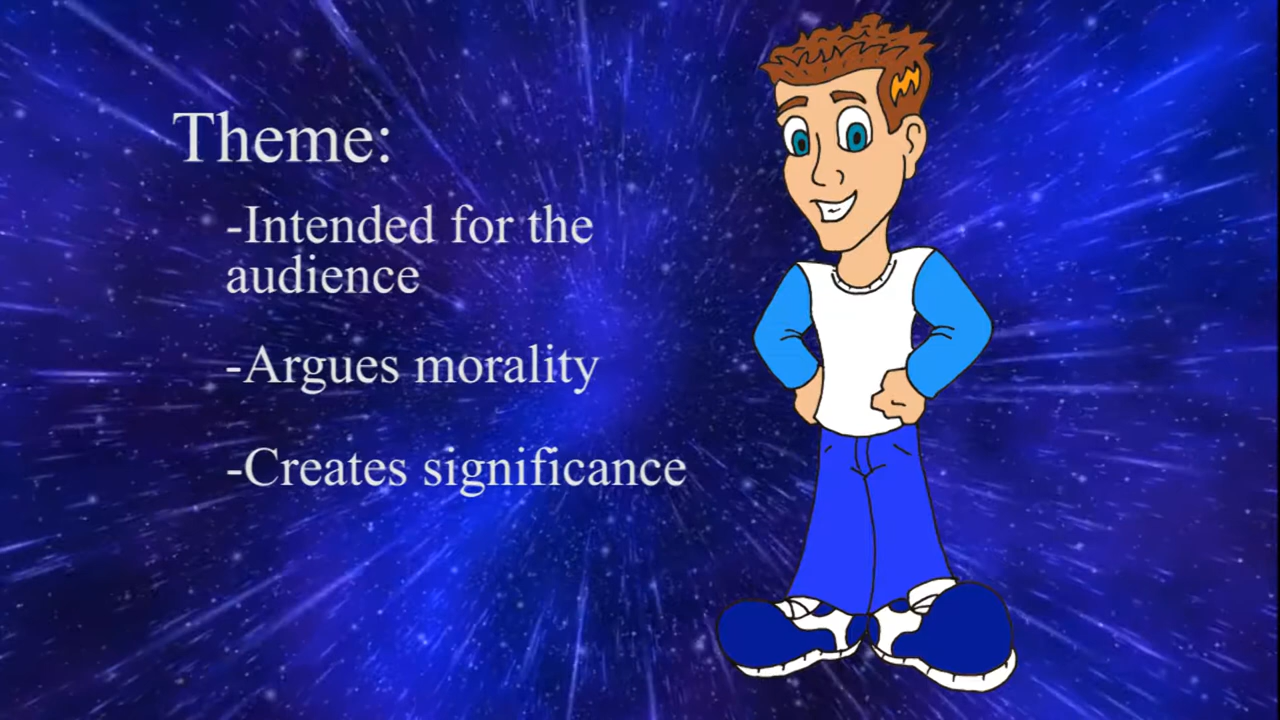 Theme:
-Intended for the
audience
-Argues morality
-Creates significance